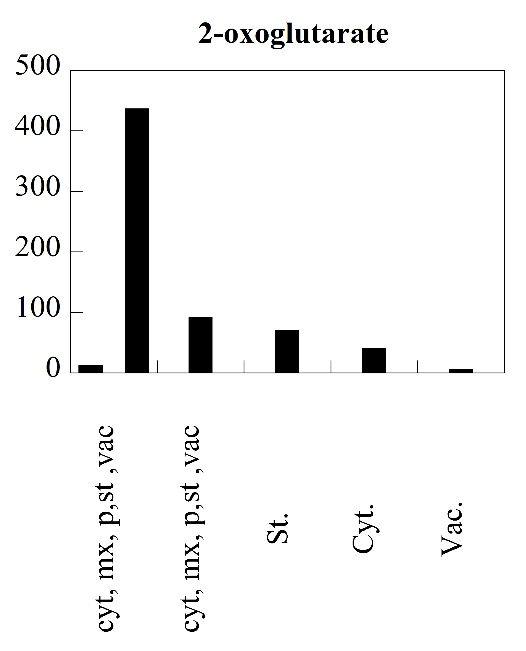 2-oxoglutarate
500
400
300
200
100
0
cyt, mx, p,st ,vac
cyt, mx, p,st ,vac
St.
Cyt.
Vac.